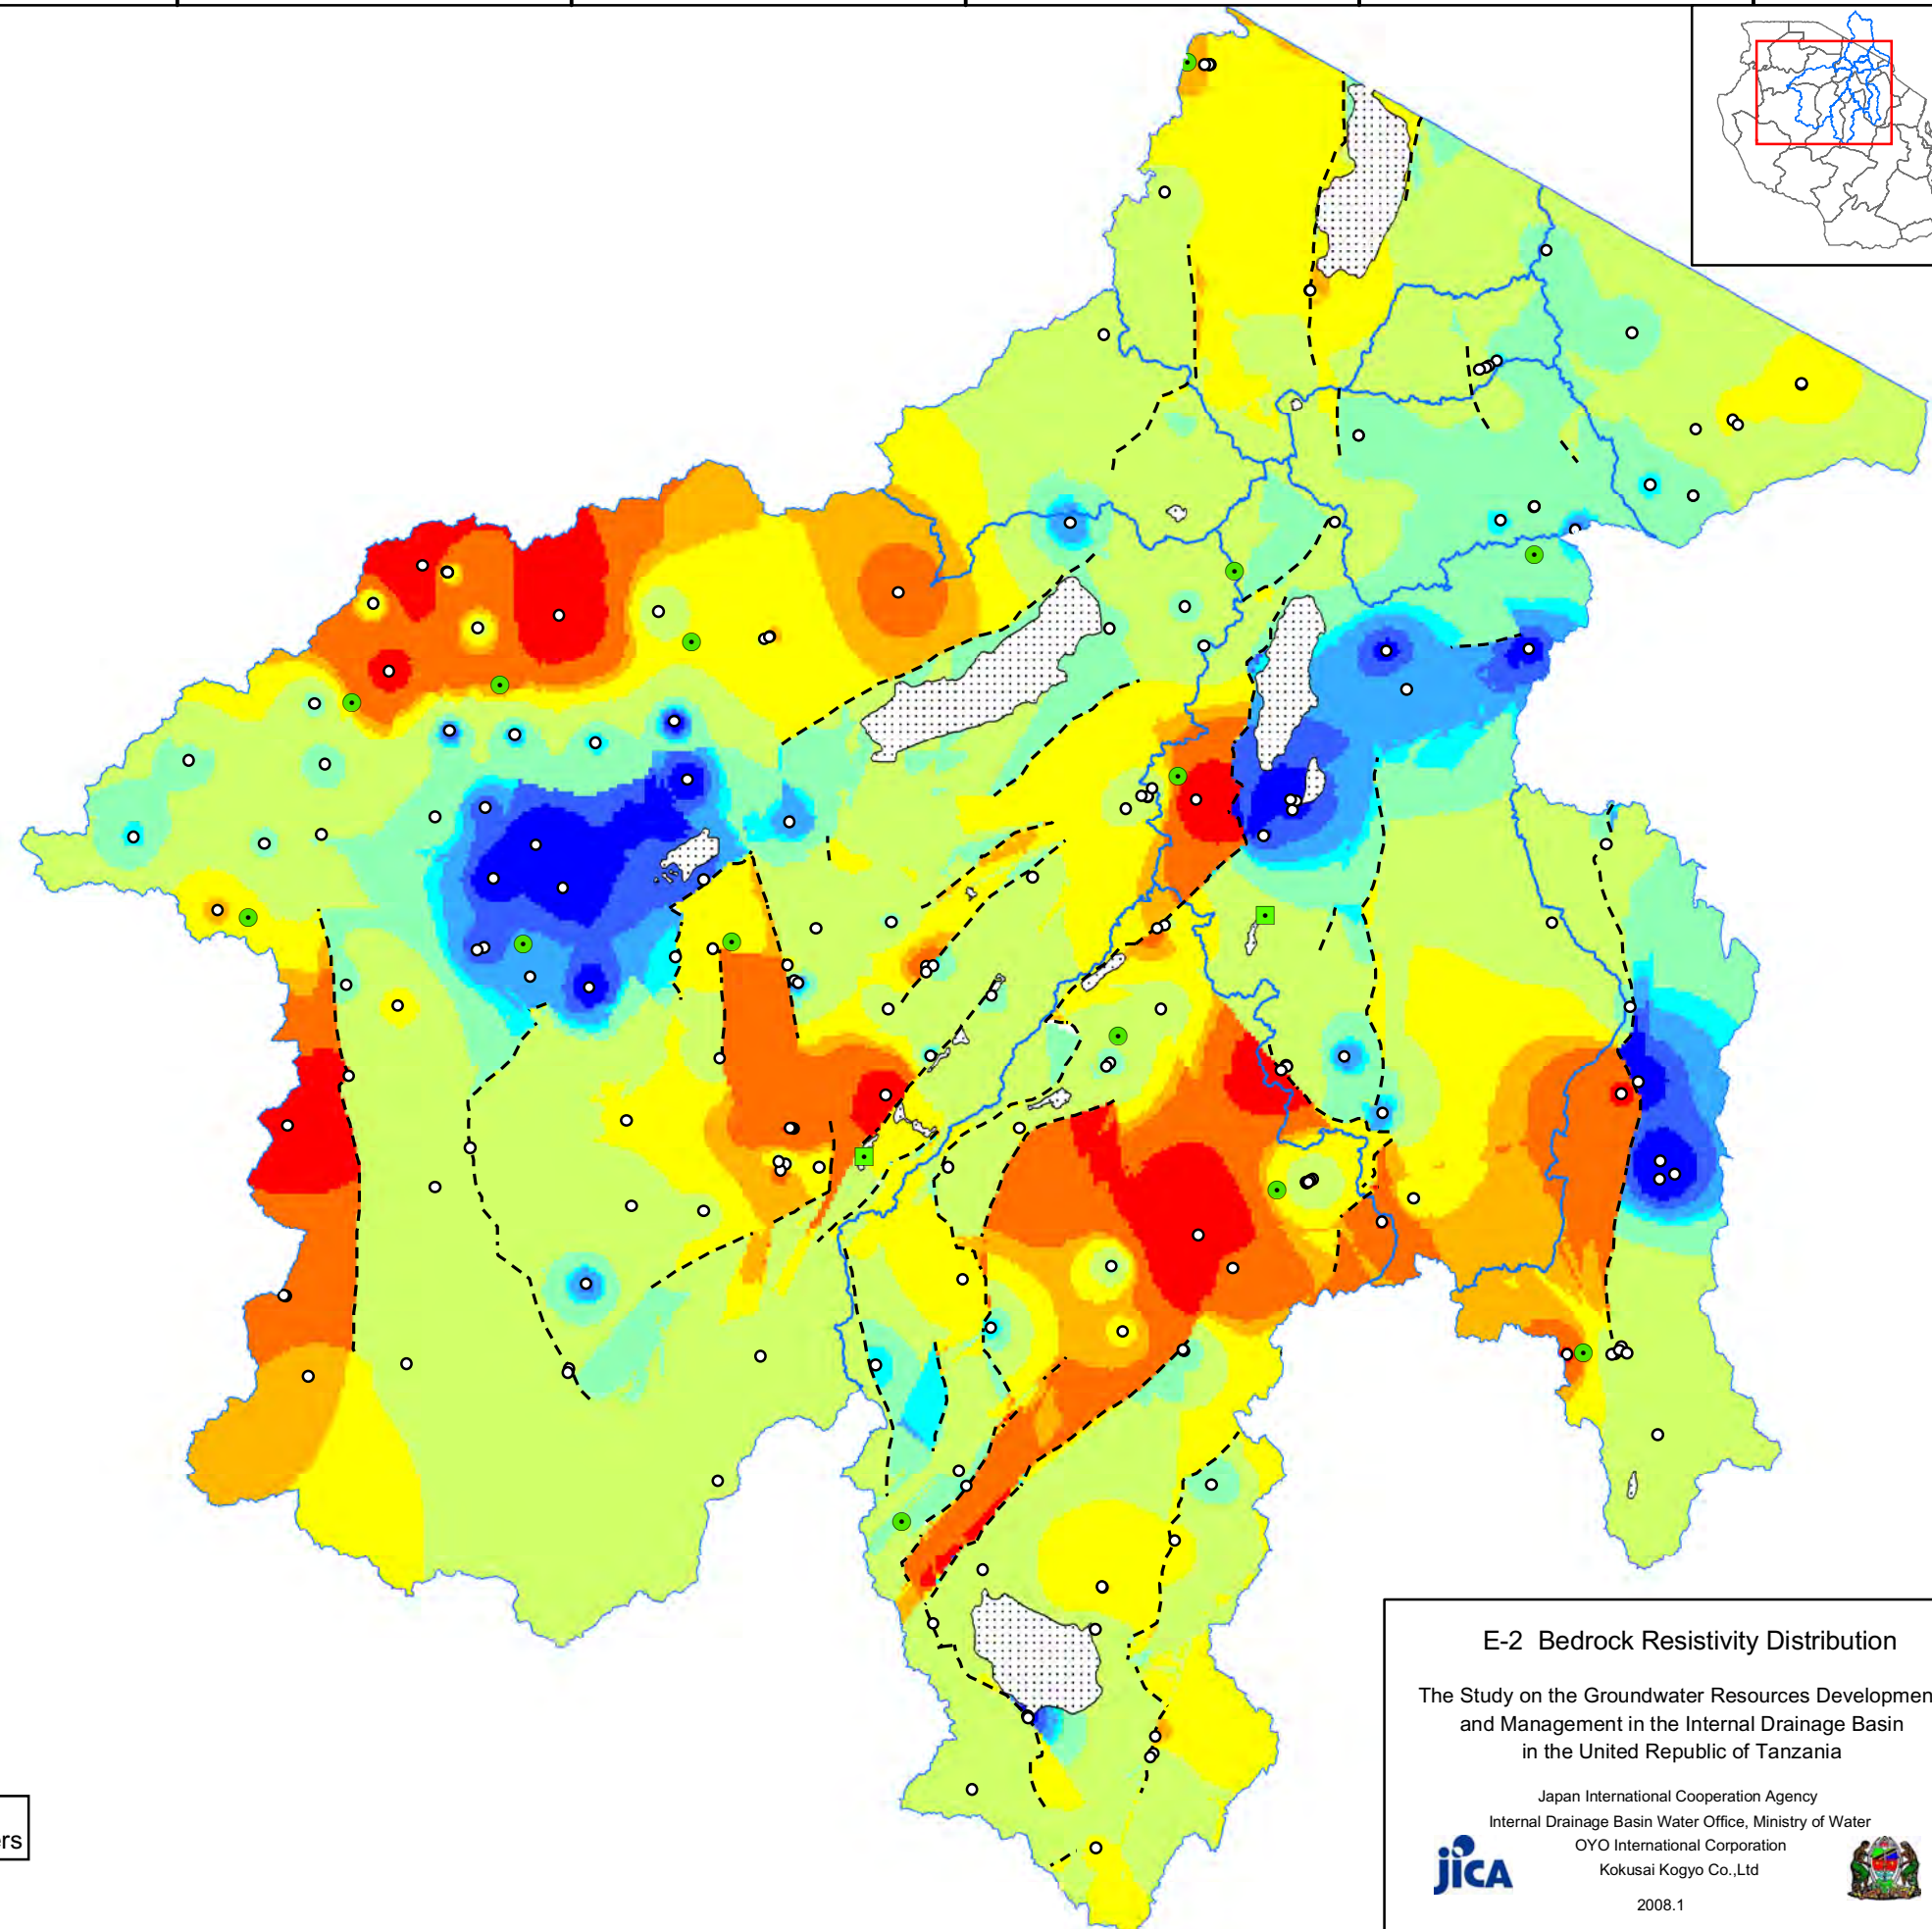 E-2 Bedrock Resistivity Distribution
The Study on the Groundwater Resources Developmen
and Management in the Internal Drainage Basin
in the United Republic of Tanzania
Japan International Cooperation Agency
Internal Drainage Basin Water Office, Ministry of Water
OYO International Corporation
Kokusai Kogyo Co.,Ltd
jICA
2008.1
rs